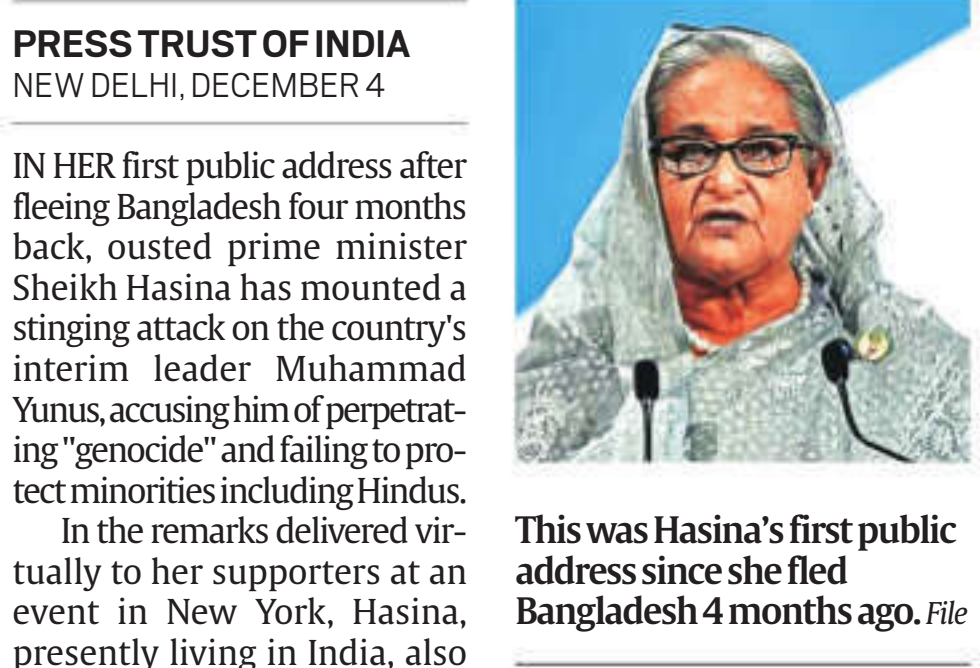 PRESS TRUST OF INDIA
NEW DELHI, DECEMBER 4
IN HER first public address after
fleeing Bangladesh four months
back, ousted prime minister
Sheikh Hasina has mounted a
stinging attack on the country's
interim leader Muhammad
Yunus, accusing him of perpetrat-
ing "genocide" and failing to pro-
tect minorities including Hindus.
In the remarks delivered vir-
tually to her supporters at an
event in New York, Hasina,
presently living in India, also
This was Hasina’s first public
address since she fled
Bangladesh 4 months ago. File